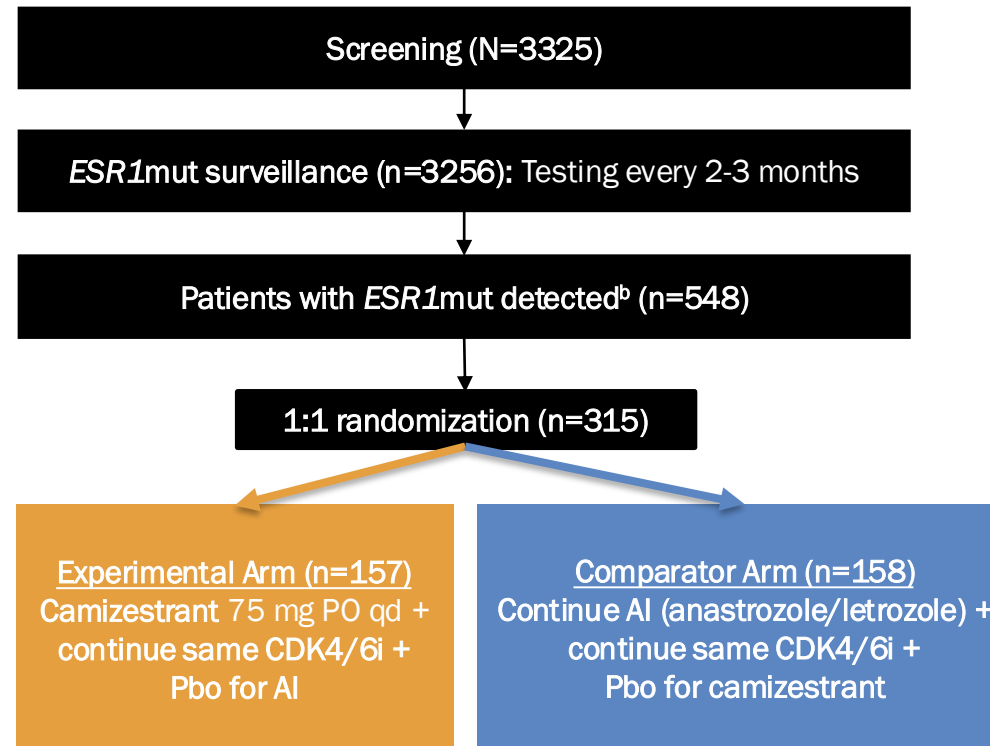 Screening (N=3325)
ESR1mut surveillance (n=3256): Testing every 2-3 months
Patients with ESR1mut detectedᵇ (n=548)
1:1 randomization (n=315)
Experimental Arm (n=157)
Camizestrant 75 mg PO qd +
continue same CDK4/6i +
Pbo for AI
Comparator Arm (n=158)
Continue AI (anastrozole/letrozole) +
continue same CDK4/6i +
Pbo for camizestrant